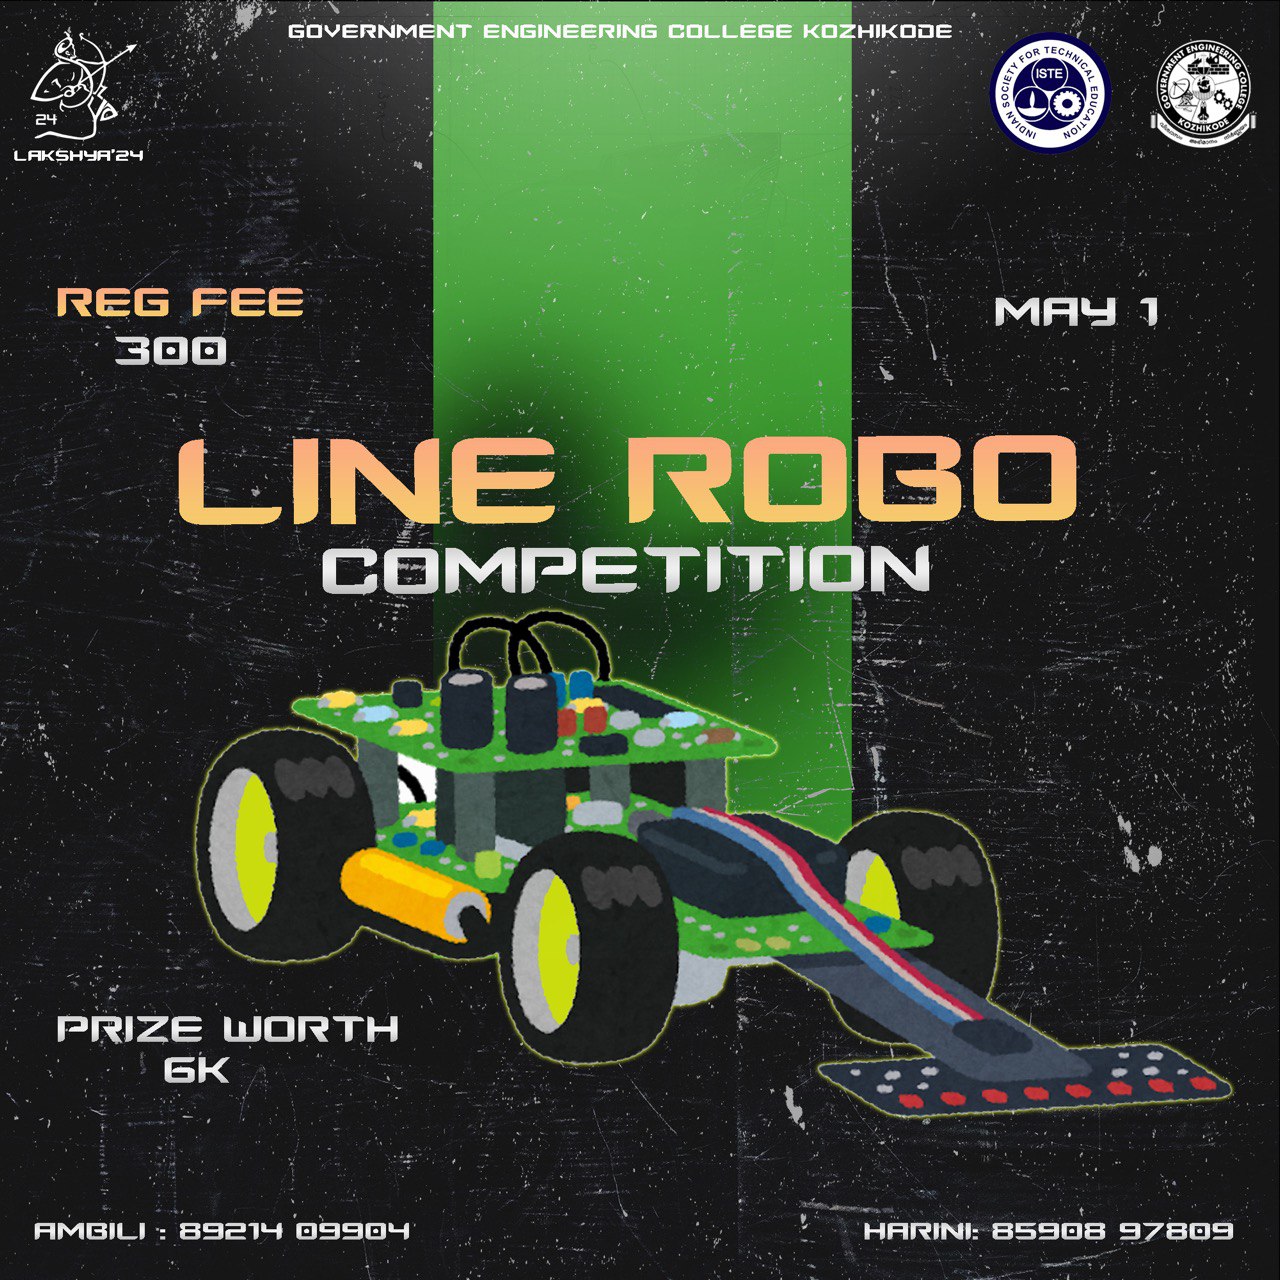 GOVERNMENT ENGINEERING COLLEGE KOZHIKODE
24
LAKSHYA'24
INDIAN SOCIETY FOR TECHNICAL EDUCATION
ISTE
GOVERNMENT ENGINEERING COLLEGE
KOZHIKODE
REG FEE
300
MAY 1
LINE ROBO
COMPETITION
PRIZE WORTH
6K
AMBILI : 89214 09904
HARINI: 85908 97809